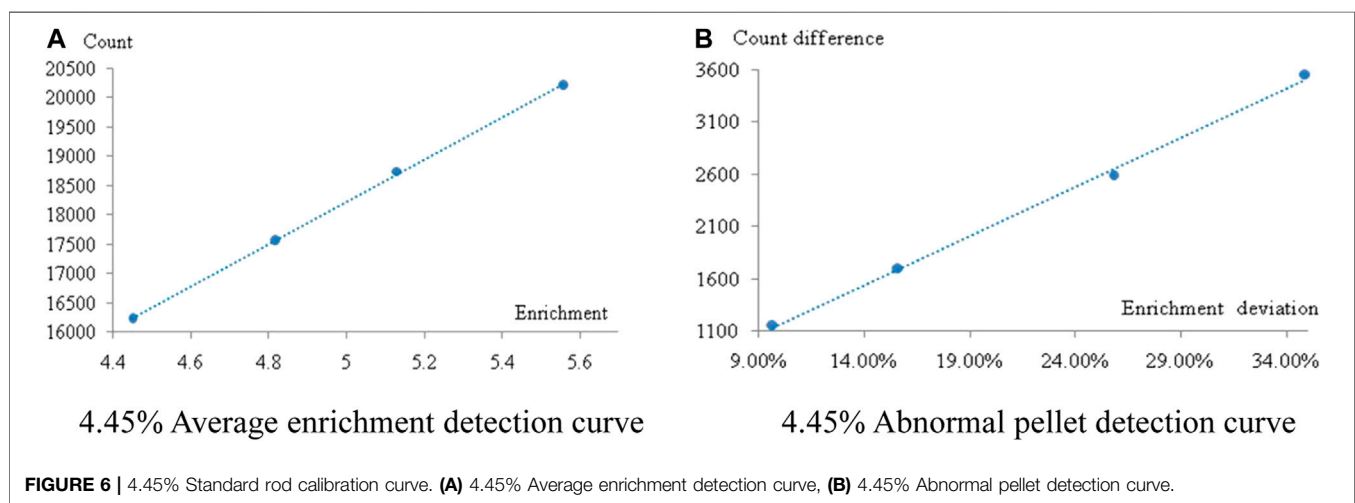 A Count
20500
20000
19500
19000
18500
18000
17500
17000
16500
16000
Enrichment
4.4 4.6 4.8 5 5.2 5.4 5.6
4.45% Average enrichment detection curve
B Count difference
3600
3100
2600
2100
1600
1100
Enrichment deviation
9.00% 14.00% 19.00% 24.00% 29.00% 34.00%
4.45% Abnormal pellet detection curve
FIGURE 6 | 4.45% Standard rod calibration curve. (A) 4.45% Average enrichment detection curve, (B) 4.45% Abnormal pellet detection curve.